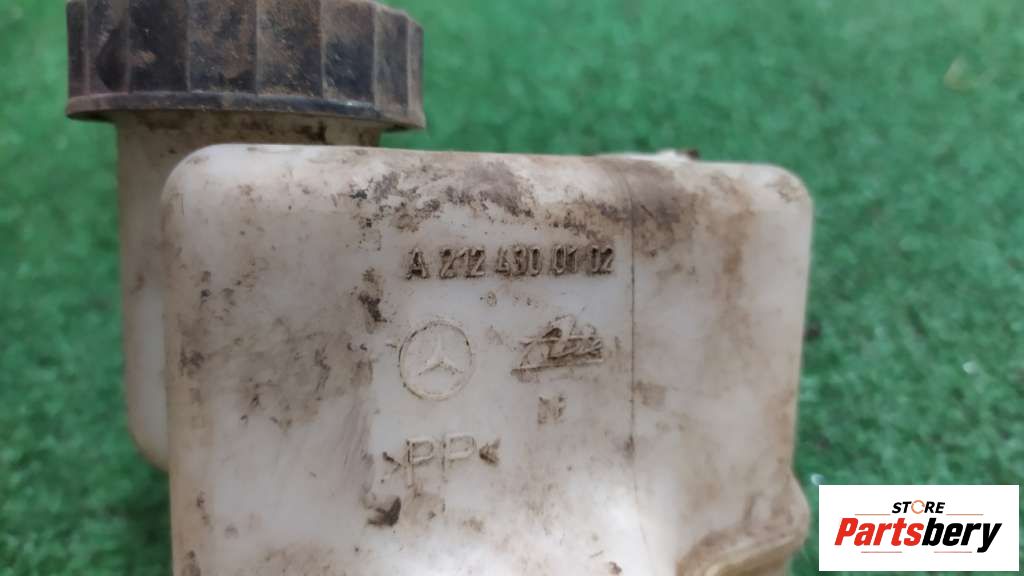 A 212 430 01 02
>PP<
STORE
Partsbery